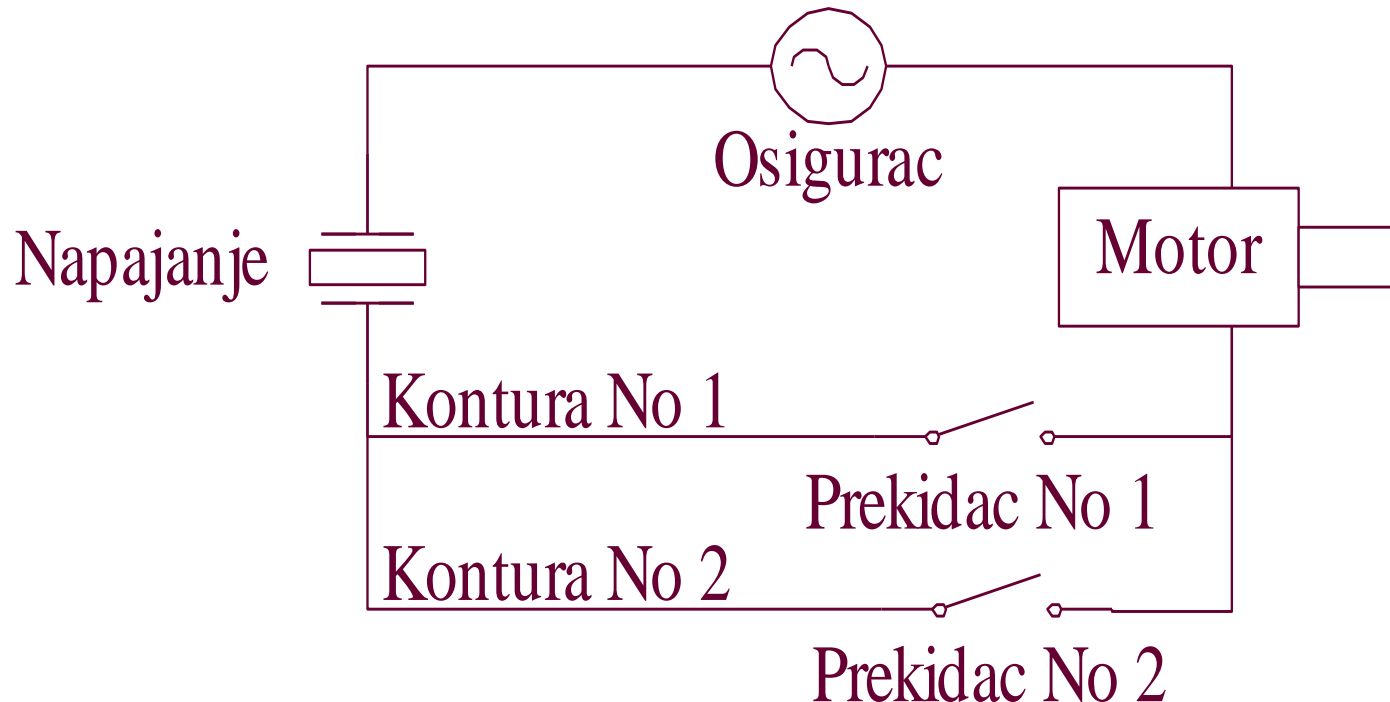 Osigurac
Napajanje
Motor
Kontura No 1
Prekidac No 1
Kontura No 2
Prekidac No 2